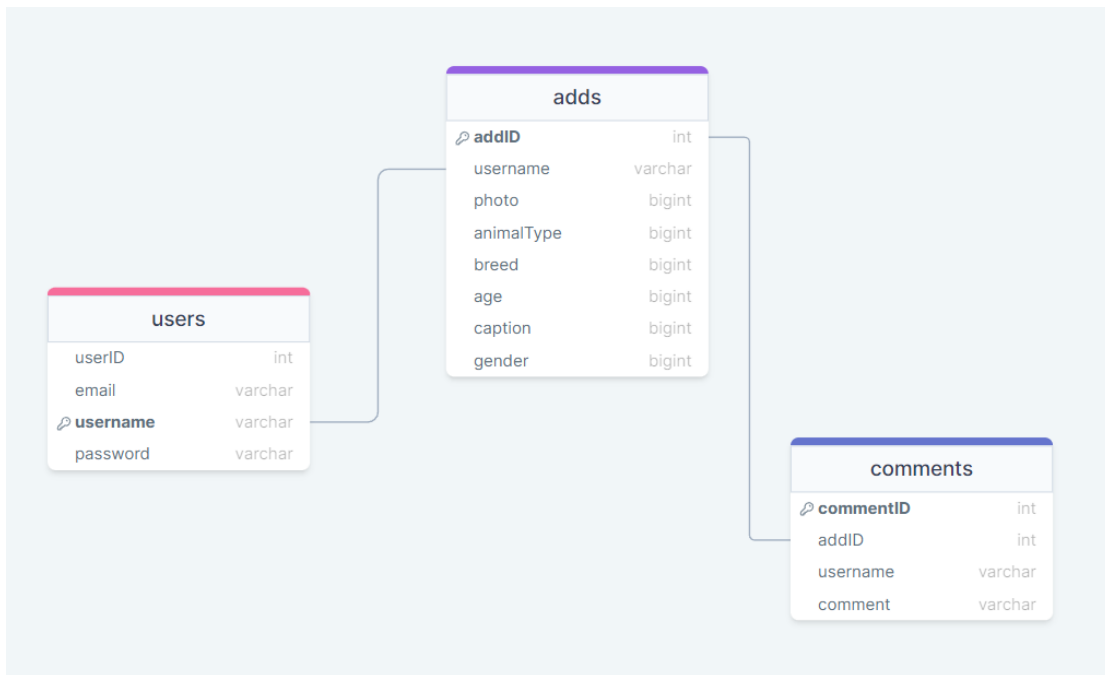 adds
addID int
username varchar
photo bigint
animalType bigint
breed bigint
age bigint
caption bigint
gender bigint
users
userID int
email varchar
username varchar
password varchar
comments
commentID int
addID int
username varchar
comment varchar